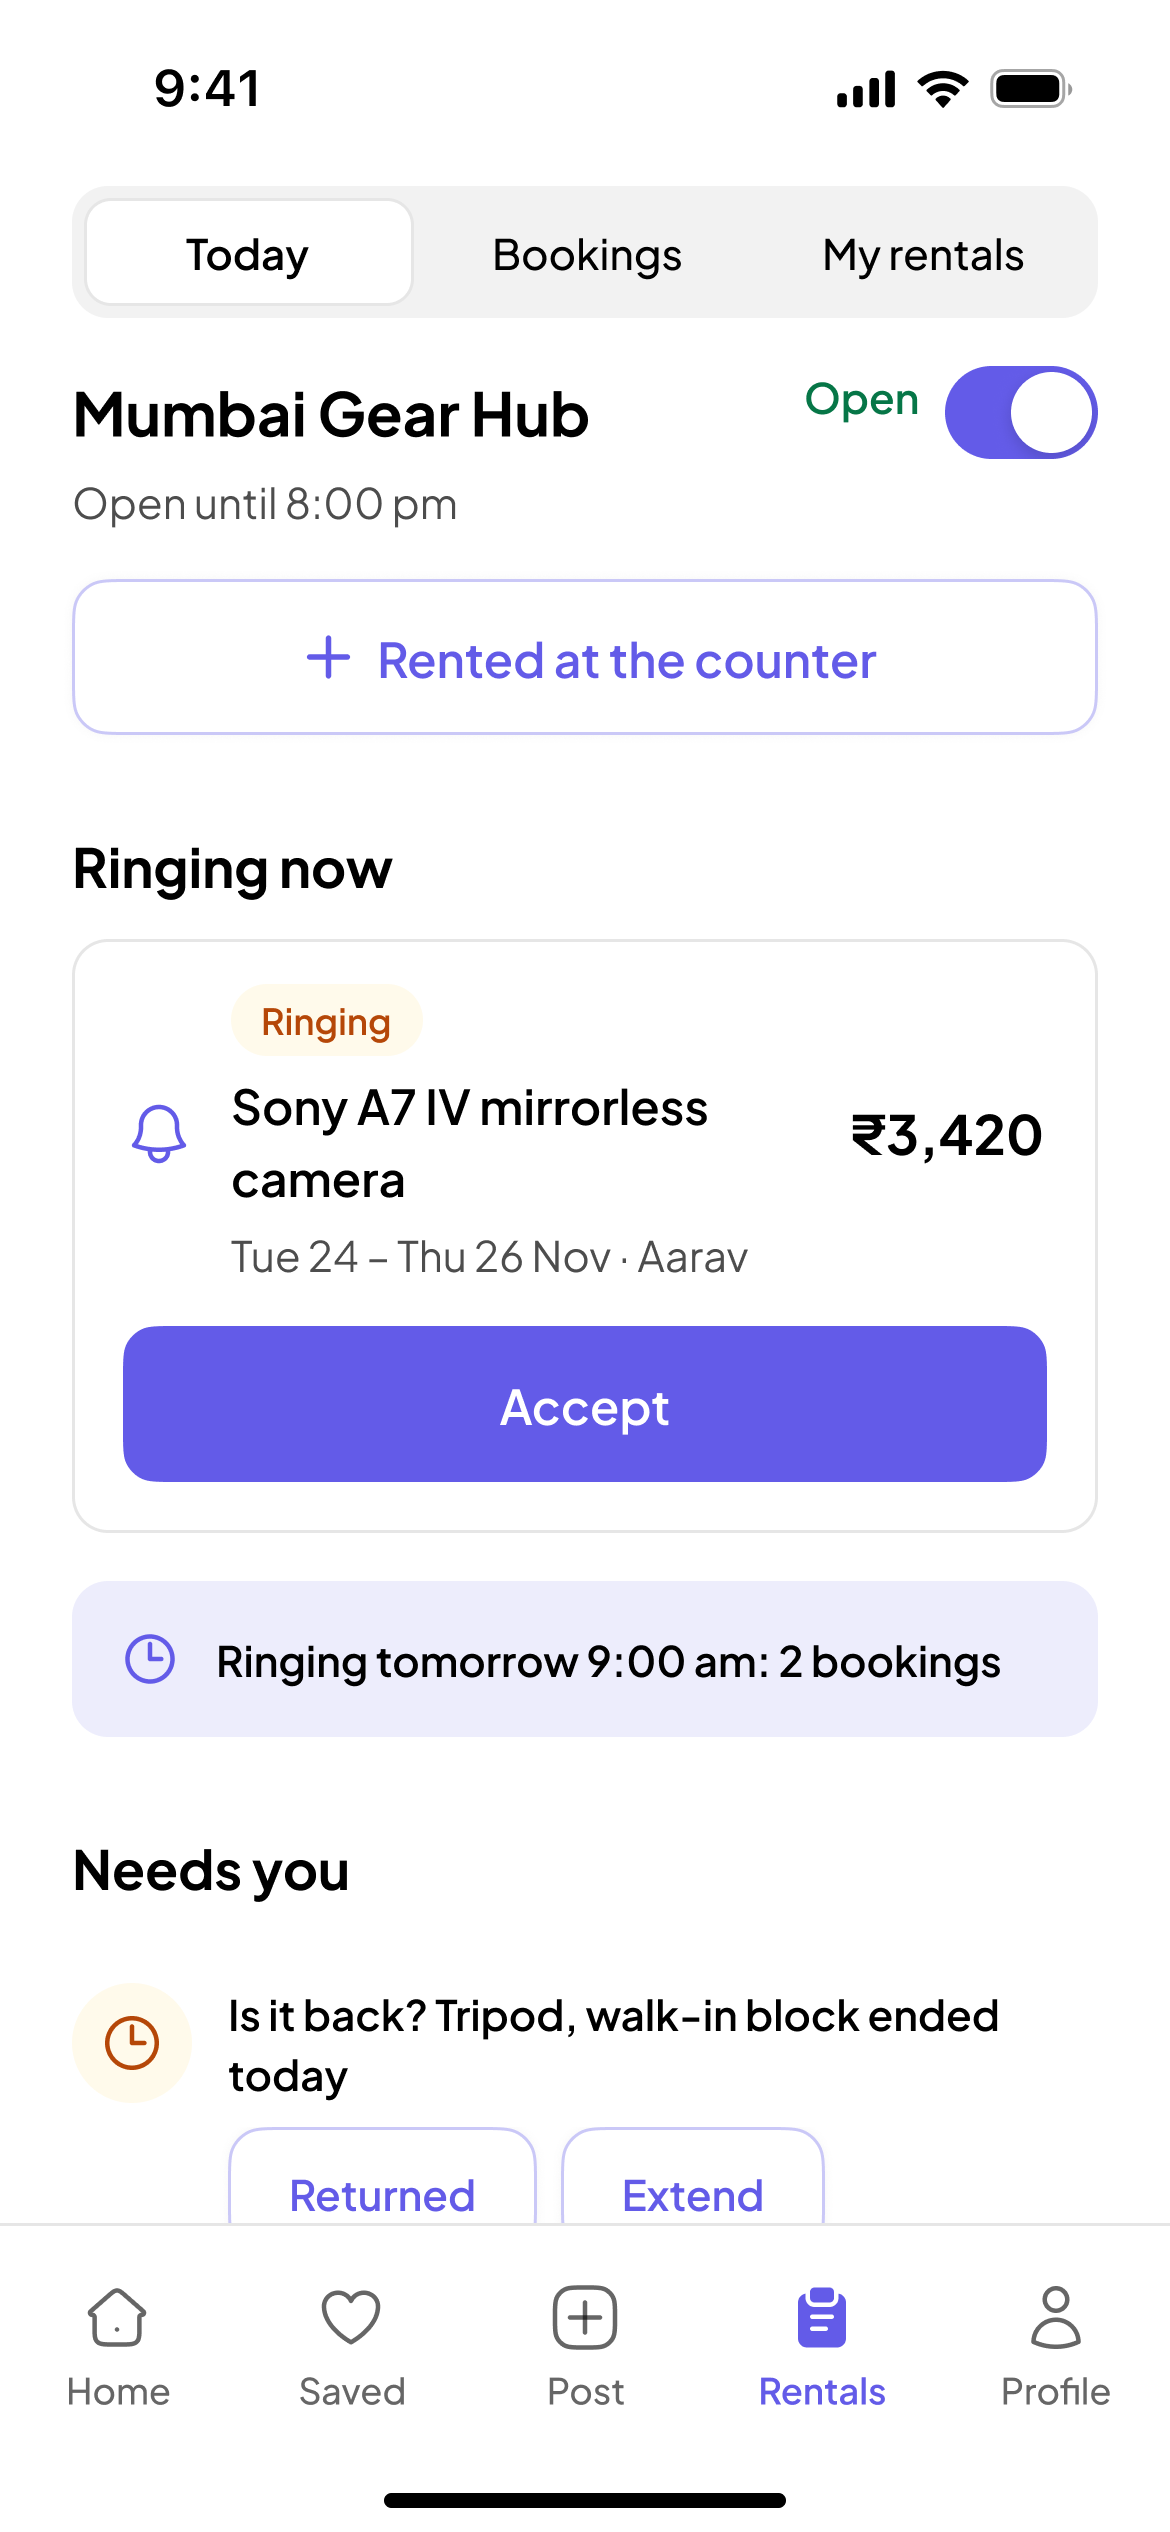 9:41
Today
Bookings
My rentals
Mumbai Gear Hub
Open
Open until 8:00 pm
Rented at the counter
Ringing now
Ringing
Sony A7 IV mirrorless
camera
₹3,420
Tue 24 – Thu 26 Nov · Aarav
Accept
Ringing tomorrow 9:00 am: 2 bookings
Needs you
Is it back? Tripod, walk-in block ended
today
Returned
Extend
Home
Saved
Post
Rentals
Profile